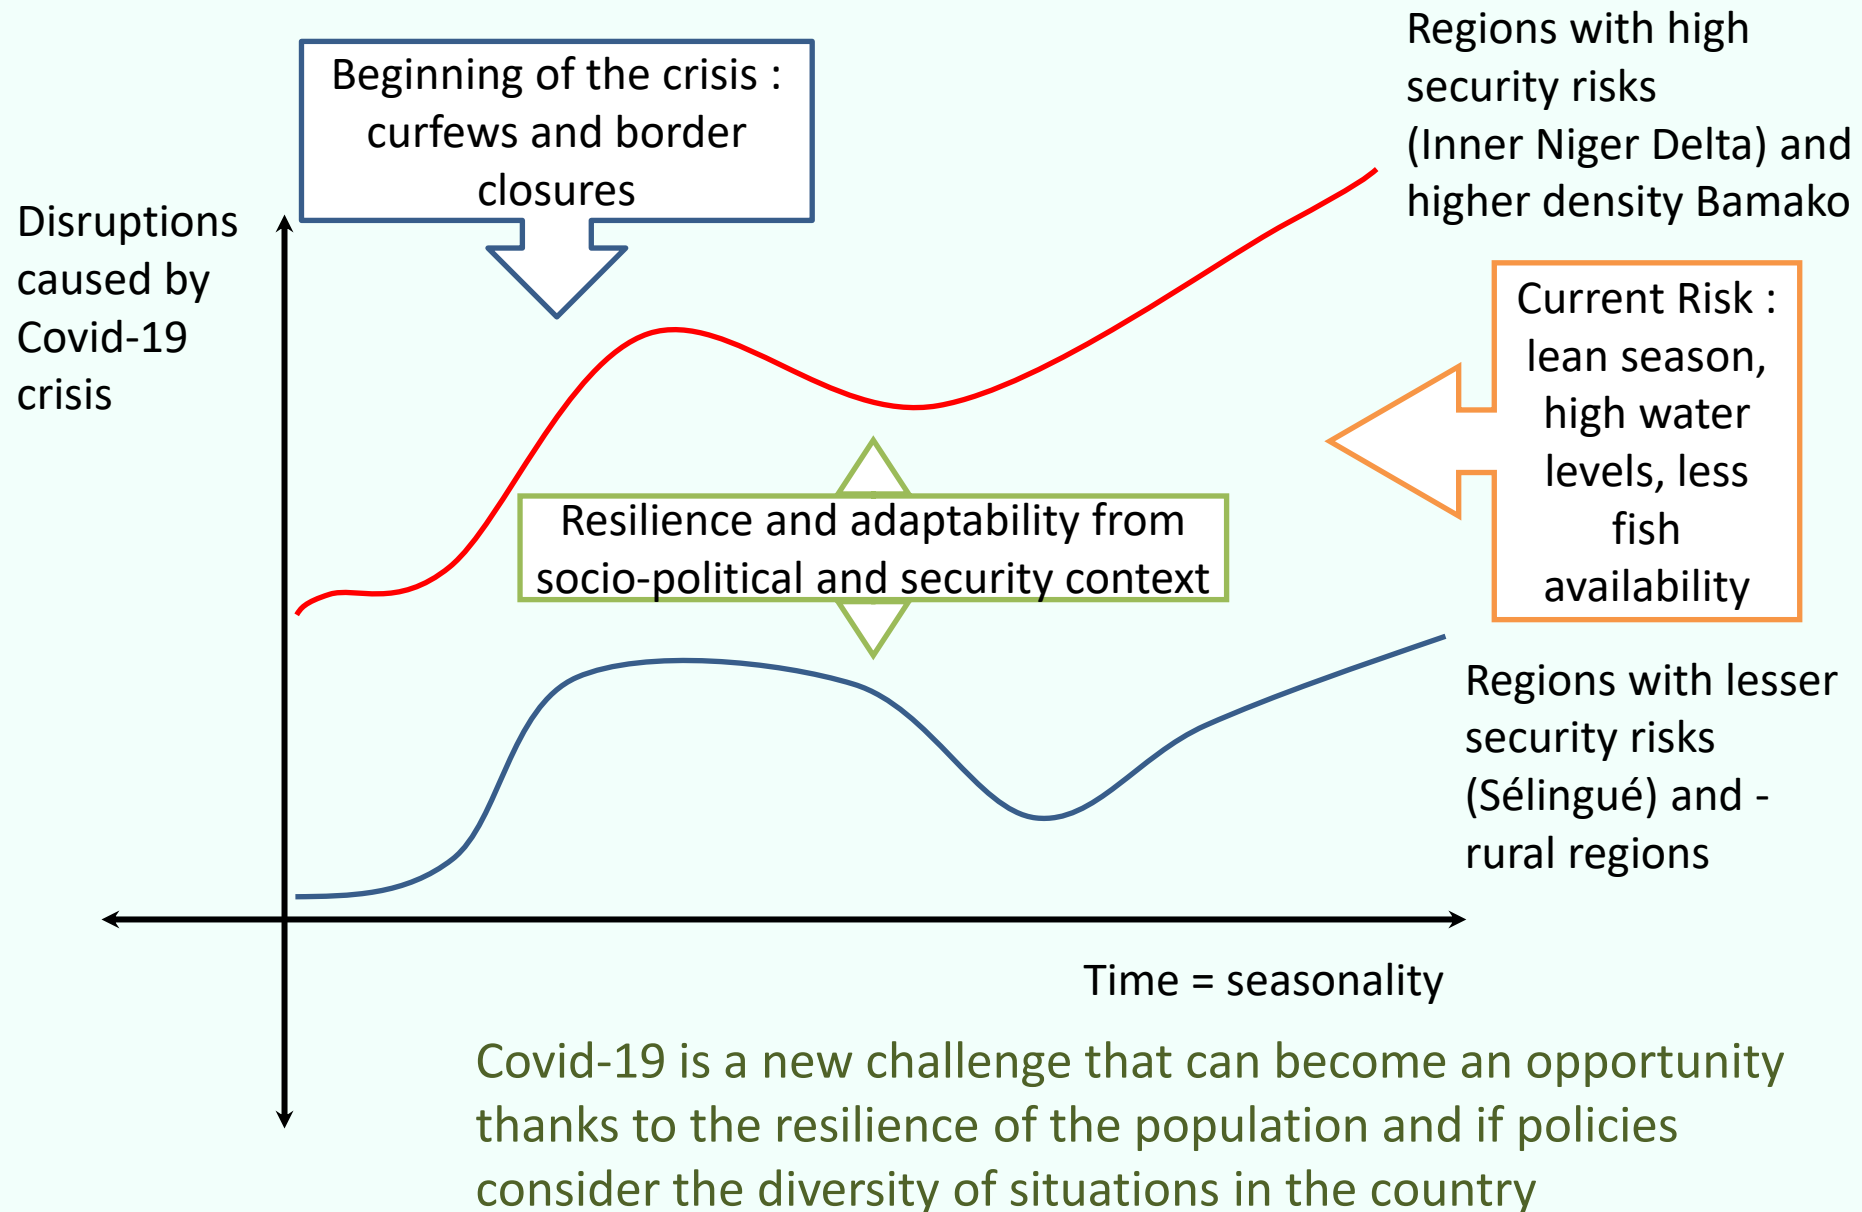 Beginning of the crisis :
curfews and border
closures
Regions with high
security risks
(Inner Niger Delta) and
higher density Bamako
Disruptions
caused by
Covid-19
crisis
Current Risk :
lean season,
high water
levels, less
fish
availability
Resilience and adaptability from
socio-political and security context
Regions with lesser
security risks
(Sélingué) and -
rural regions
Time = seasonality
Covid-19 is a new challenge that can become an opportunity
thanks to the resilience of the population and if policies
consider the diversity of situations in the country